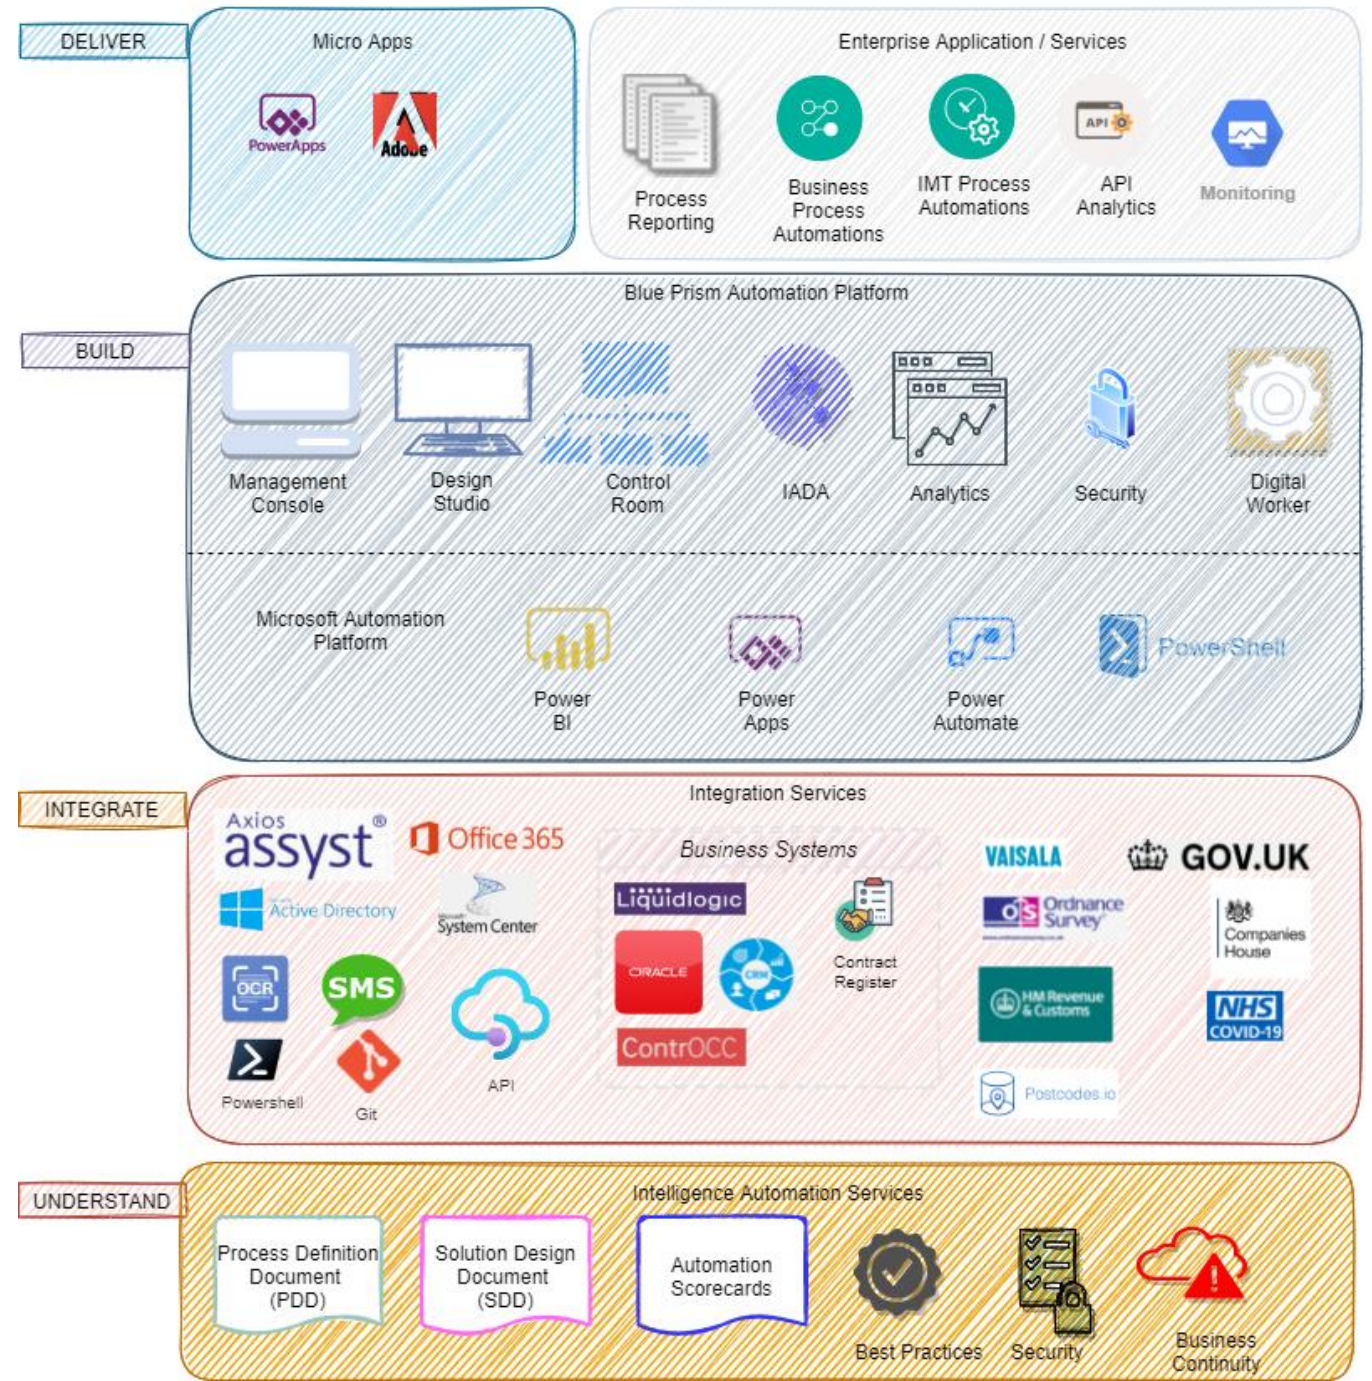 DELIVER
Micro Apps
PowerApps
Adobe
Enterprise Application / Services
Process
Reporting
Business
Process
Automations
IMT Process
Automations
API
API
Analytics
Monitoring
BUILD
Blue Prism Automation Platform
Management
Console
Design
Studio
Control
Room
IADA
Analytics
Security
Digital
Worker
Microsoft Automation
Platform
Power
BI
Power
Apps
Power
Automate
PowerShell
INTEGRATE
Integration Services
Axios
assyst®
Office 365
Active Directory
Microsoft
System Center
OCR
SMS
Powershell
Git
API
Business Systems
Liquidlogic
ORACLE
CRM
ContrOCC
Contract
Register
VAISALA
GOV.UK
OS Ordnance
Survey
Companies
House
HM Revenue
& Customs
NHS
COVID-19
Postcodes.io
UNDERSTAND
Intelligence Automation Services
Process Definition
Document
(PDD)
Solution Design
Document
(SDD)
Automation
Scorecards
Best Practices
Security
Business
Continuity